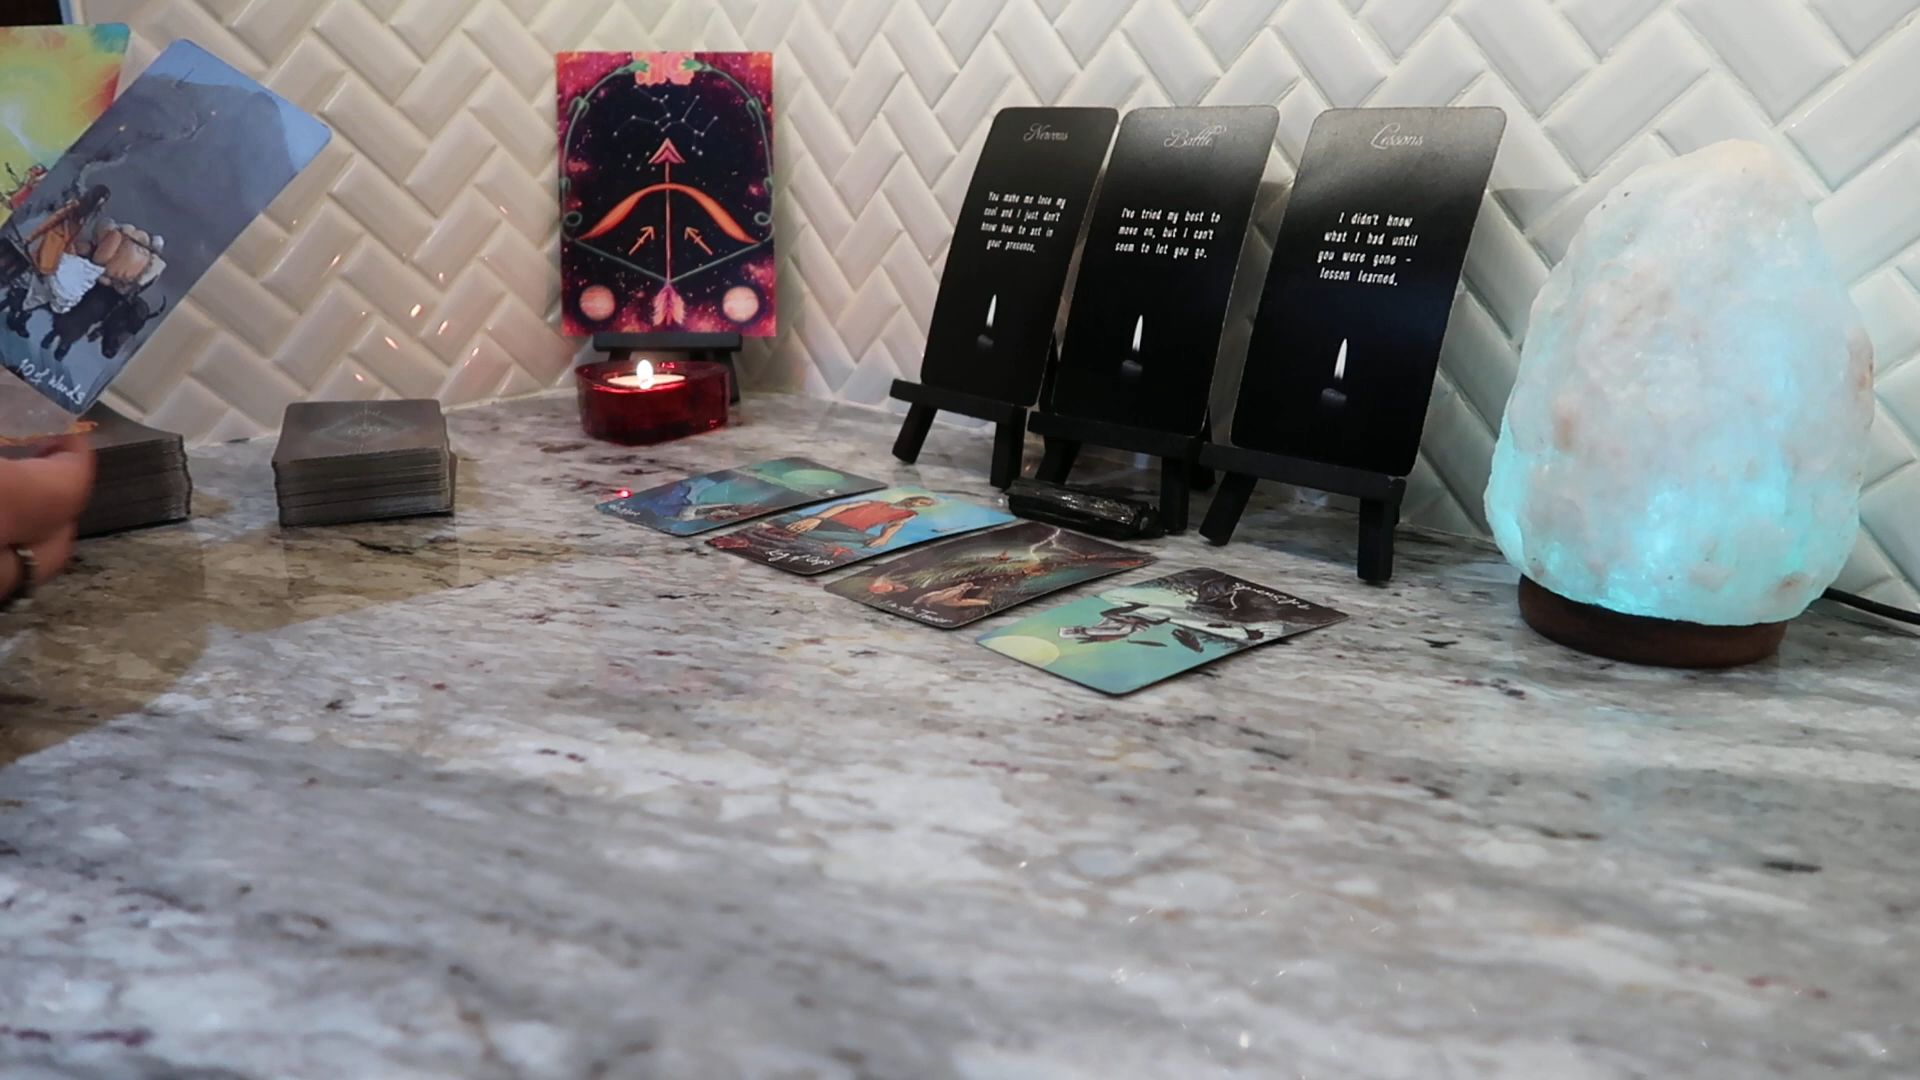 Nervous
You make me lose my
cool and I just don't
know how to act in
your presence.
Battle
I've tried my best to
move on, but I can't
seem to let you go.
Lessons
I didn't know
what I had until
you were gone -
lesson learned.
10 of Wands
of Cups
The Tower